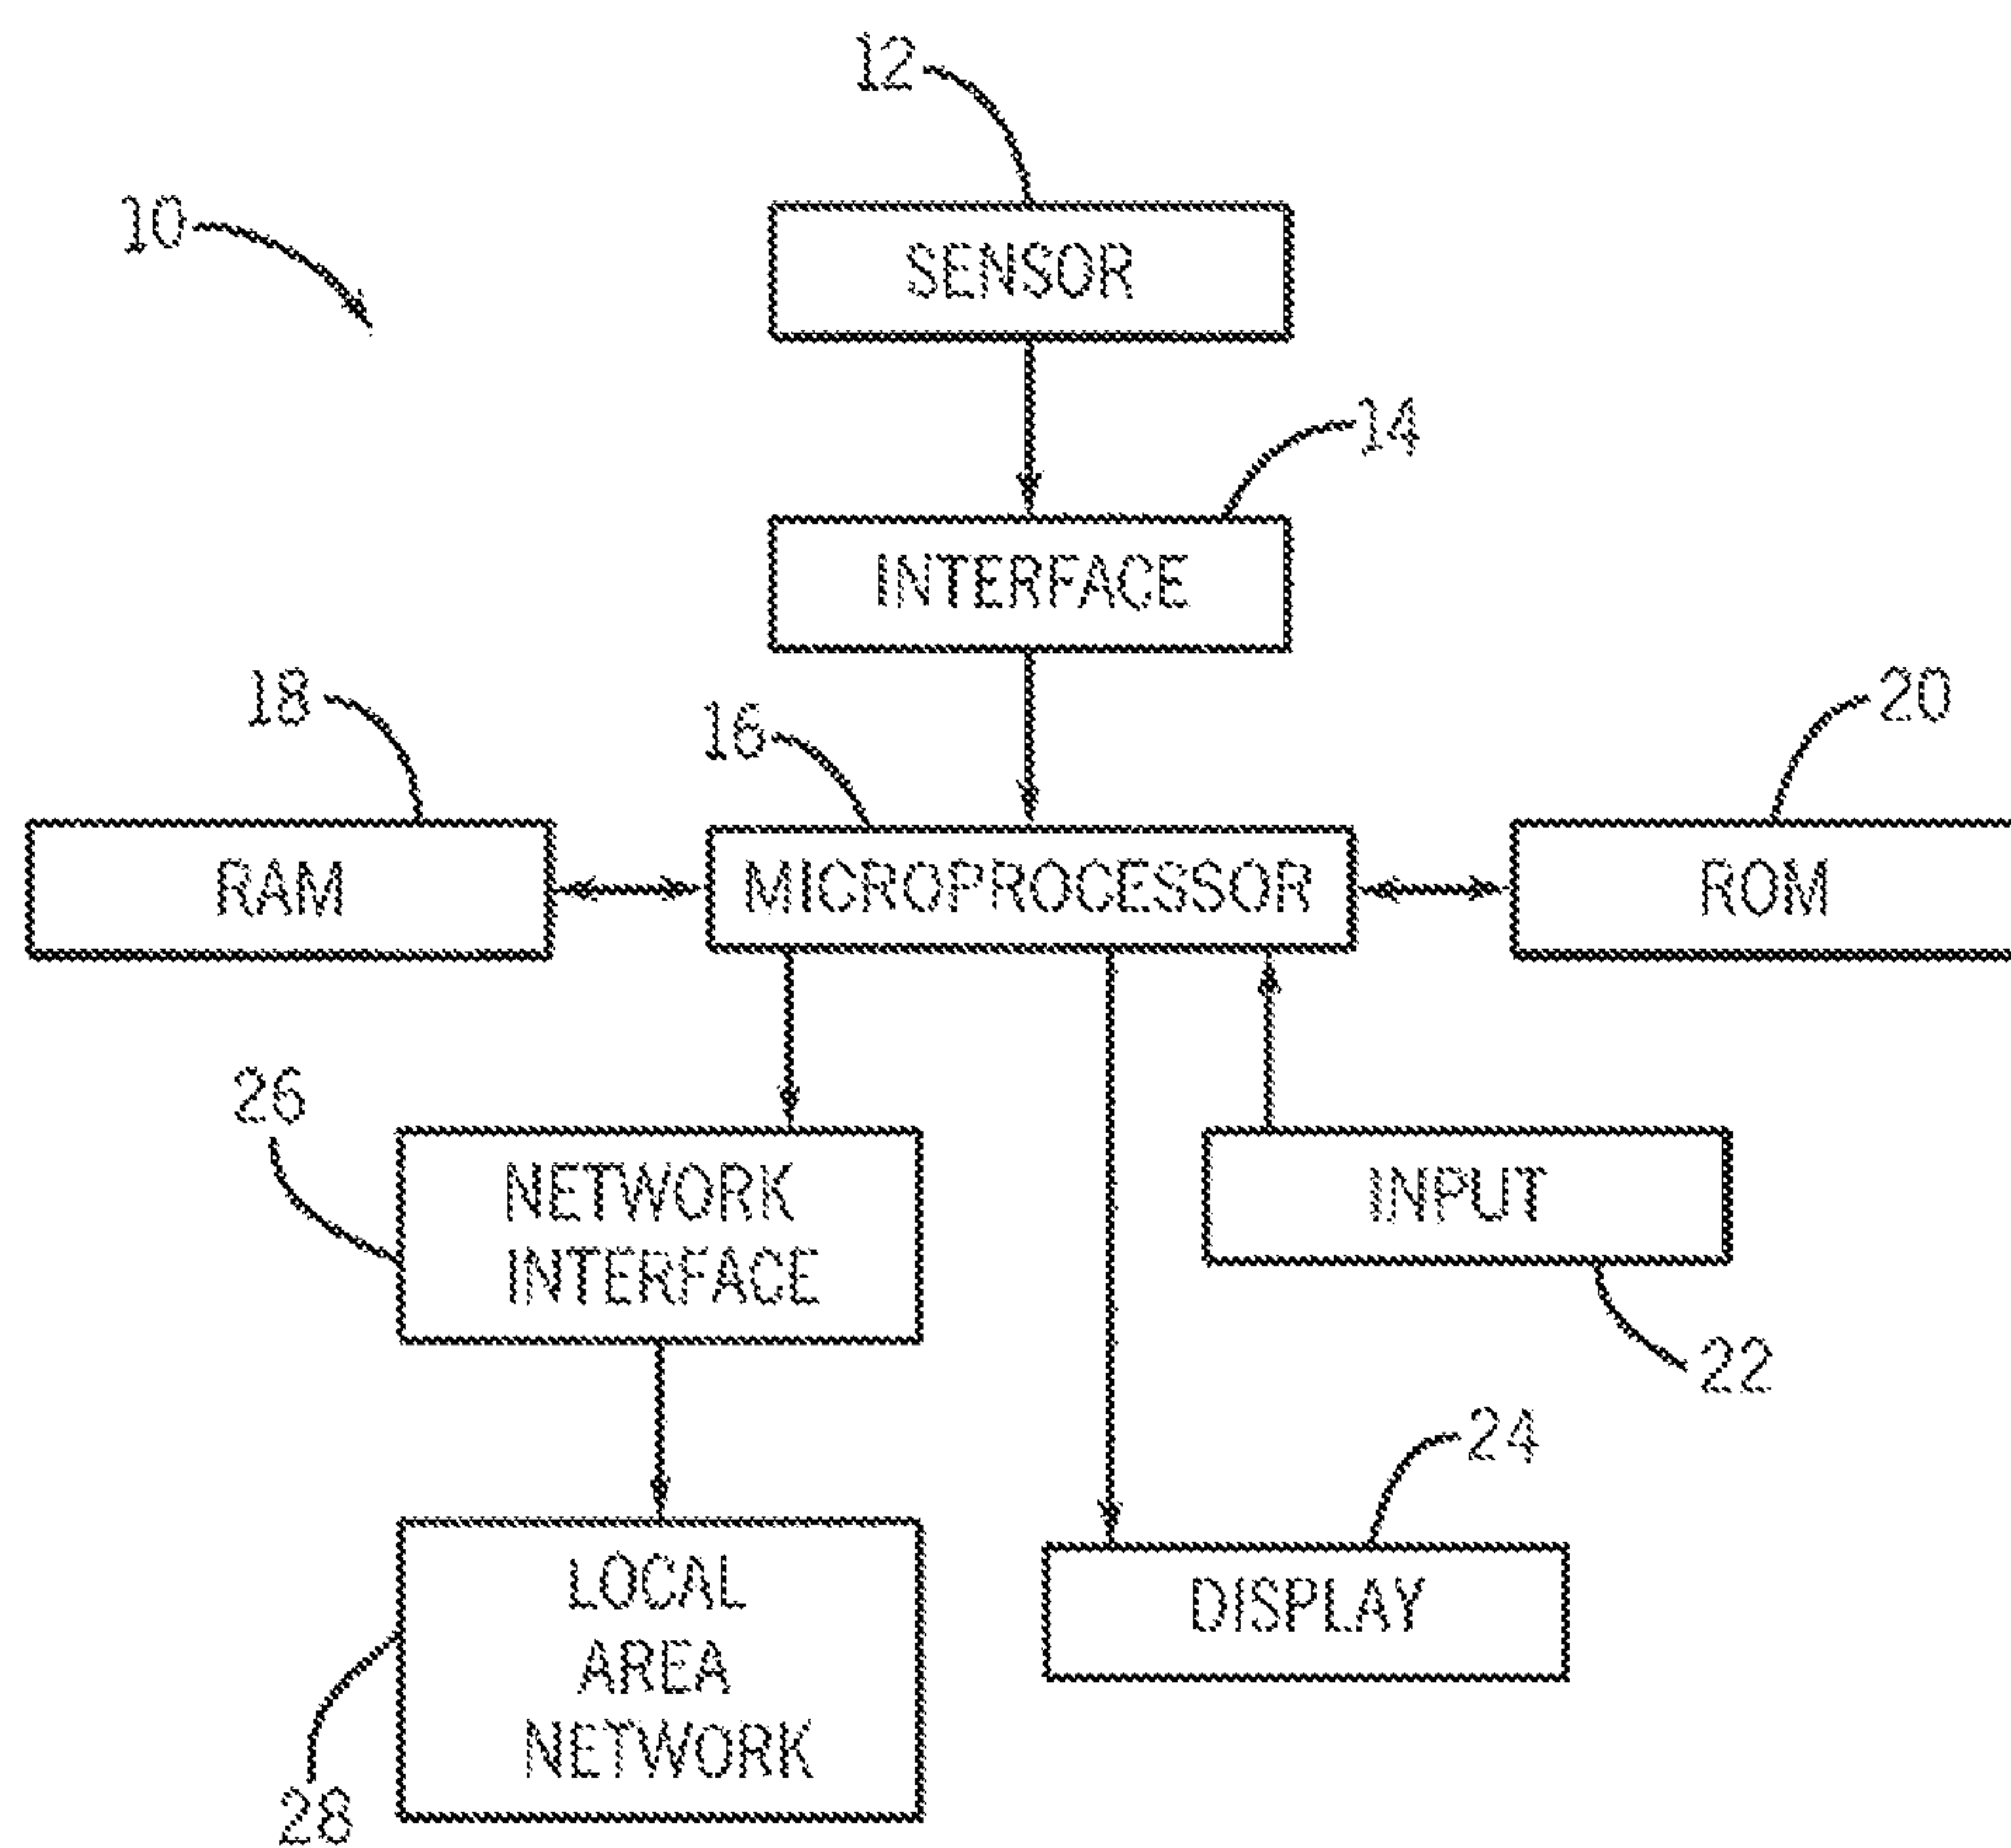 12
10
SENSOR
14
INTERFACE
18
16
20
RAM
MICROPROCESSOR
ROM
26
NETWORK
INTERFACE
INPUT
22
24
LOCAL
AREA
NETWORK
DISPLAY
28